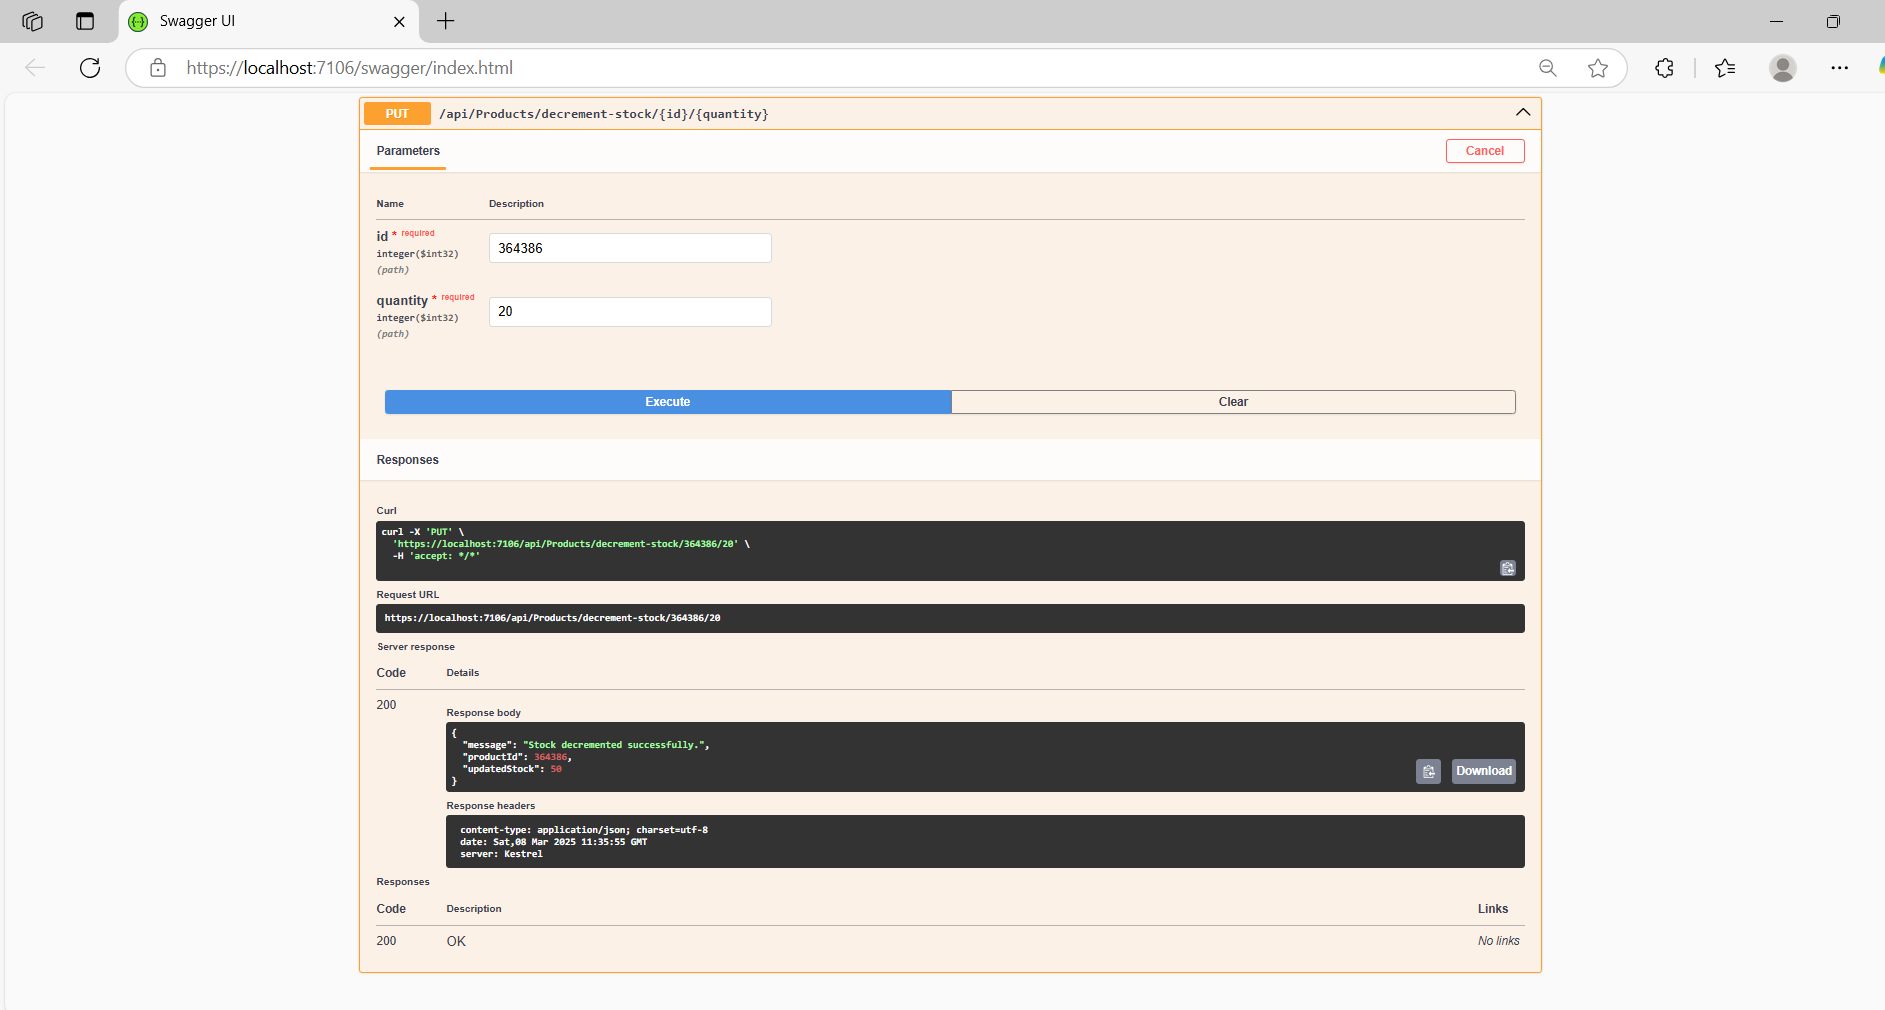 Swagger UI
https://localhost:7106/swagger/index.html
PUT /api/Products/decrement-stock/{id}/{quantity}
Parameters
Cancel
Name Description
id * required
integer($int32)
(path)
364386
quantity * required
integer($int32)
(path)
20
Execute
Clear
Responses
Curl
curl -X 'PUT' \
'https://localhost:7106/api/Products/decrement-stock/364386/20' \
-H 'accept: */*'
Request URL
https://localhost:7106/api/Products/decrement-stock/364386/20
Server response
Code Details
200
Response body
{
"message": "Stock decremented successfully.",
"productId": 364386,
"updatedStock": 50
}
Download
Response headers
content-type: application/json; charset=utf-8
date: Sat,08 Mar 2025 11:35:55 GMT
server: Kestrel
Responses
Code Description Links
200 OK No links